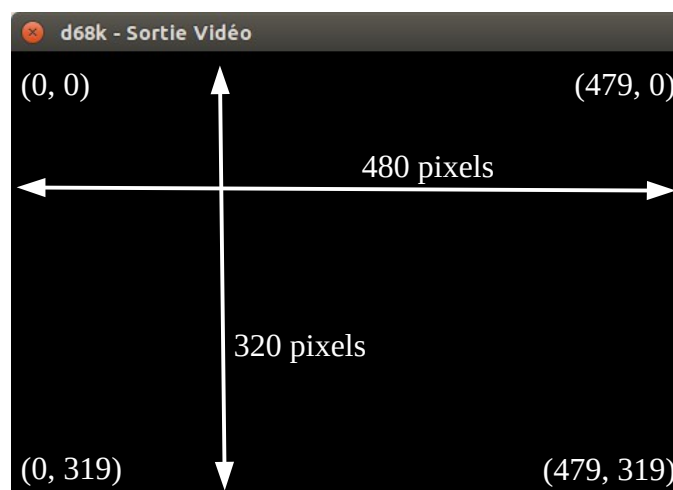 d68k - Sortie Vidéo
(0, 0) (479, 0)
480 pixels
320 pixels
(0, 319) (479, 319)